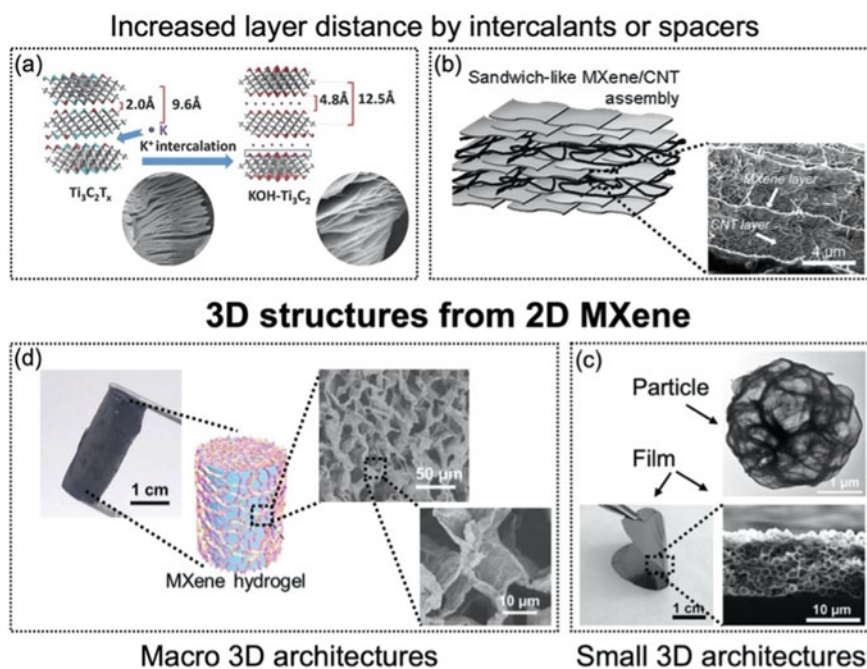 Increased layer distance by intercalants or spacers
(a)
2.0Å
9.6Å
K
K⁺ intercalation
4.8Å
12.5Å
Ti₃C₂Tₓ
KOH-Ti₃C₂
(b)
Sandwich-like MXene/CNT
assembly
MXene layer
CNT layer
4 μm
3D structures from 2D MXene
(d)
1 cm
MXene hydrogel
50 μm
10 μm
(c)
Particle
1 μm
Film
1 cm
10 μm
Macro 3D architectures
Small 3D architectures